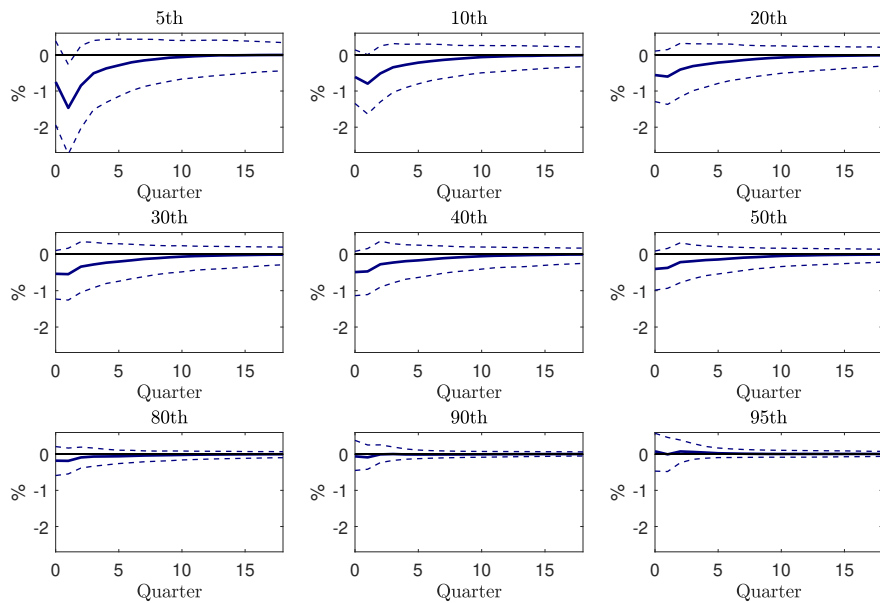 5th 10th 20th
0 0 0
% -1 % -1 % -1
-2 -2 -2
0 5 10 15 0 5 10 15 0 5 10 15
Quarter Quarter Quarter
30th 40th 50th
0 0 0
% -1 % -1 % -1
-2 -2 -2
0 5 10 15 0 5 10 15 0 5 10 15
Quarter Quarter Quarter
80th 90th 95th
0 0 0
% -1 % -1 % -1
-2 -2 -2
0 5 10 15 0 5 10 15 0 5 10 15
Quarter Quarter Quarter